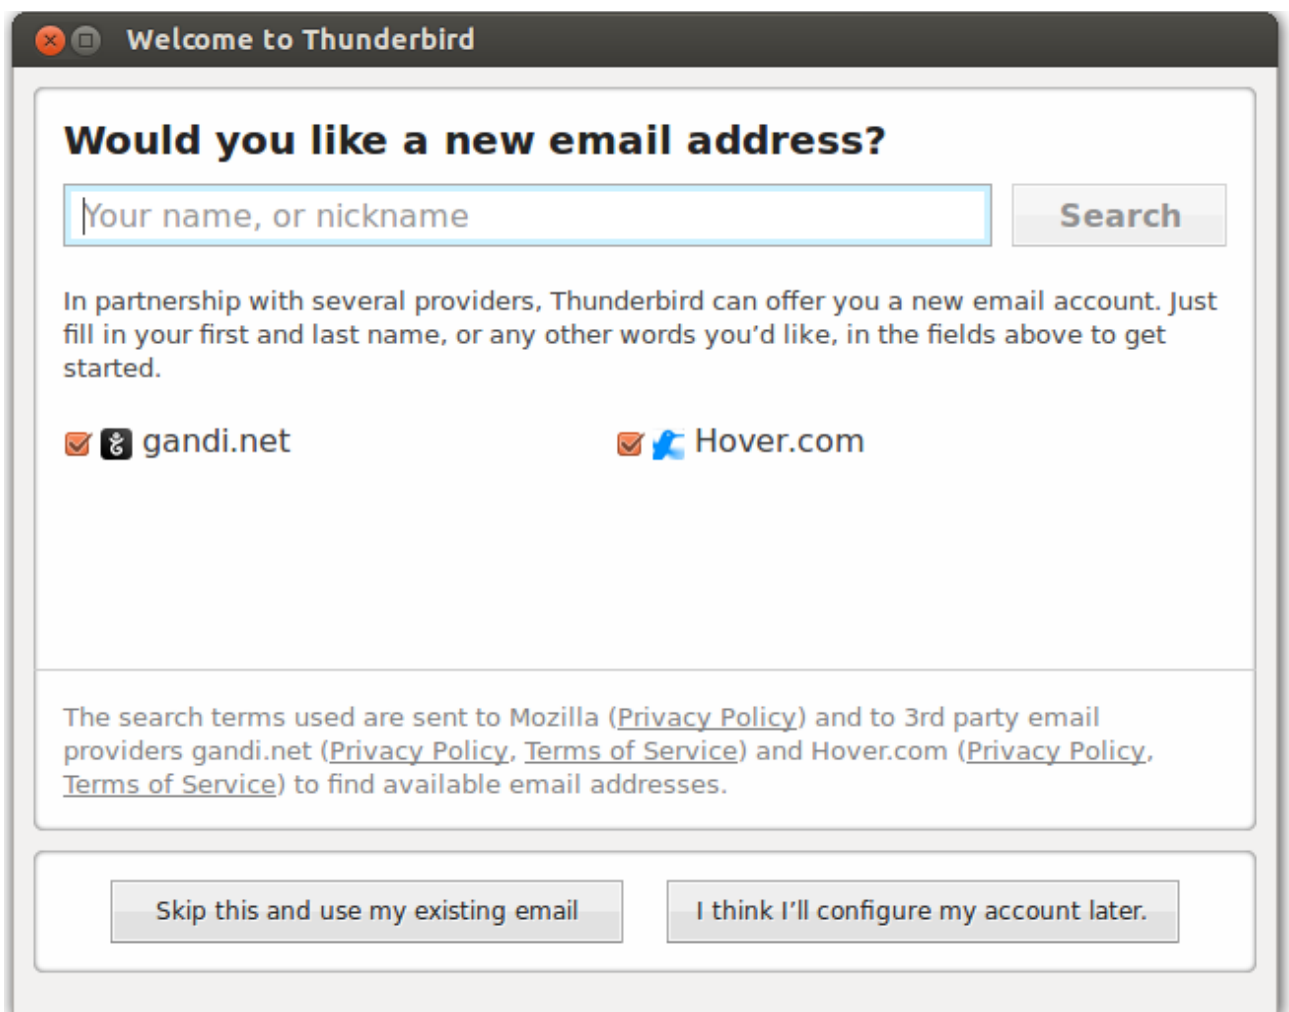 Welcome to Thunderbird
Would you like a new email address?
Your name, or nickname
Search
In partnership with several providers, Thunderbird can offer you a new email account. Just
fill in your first and last name, or any other words you’d like, in the fields above to get
started.
gandi.net
Hover.com
The search terms used are sent to Mozilla (Privacy Policy) and to 3rd party email
providers gandi.net (Privacy Policy, Terms of Service) and Hover.com (Privacy Policy,
Terms of Service) to find available email addresses.
Skip this and use my existing email
I think I’ll configure my account later.